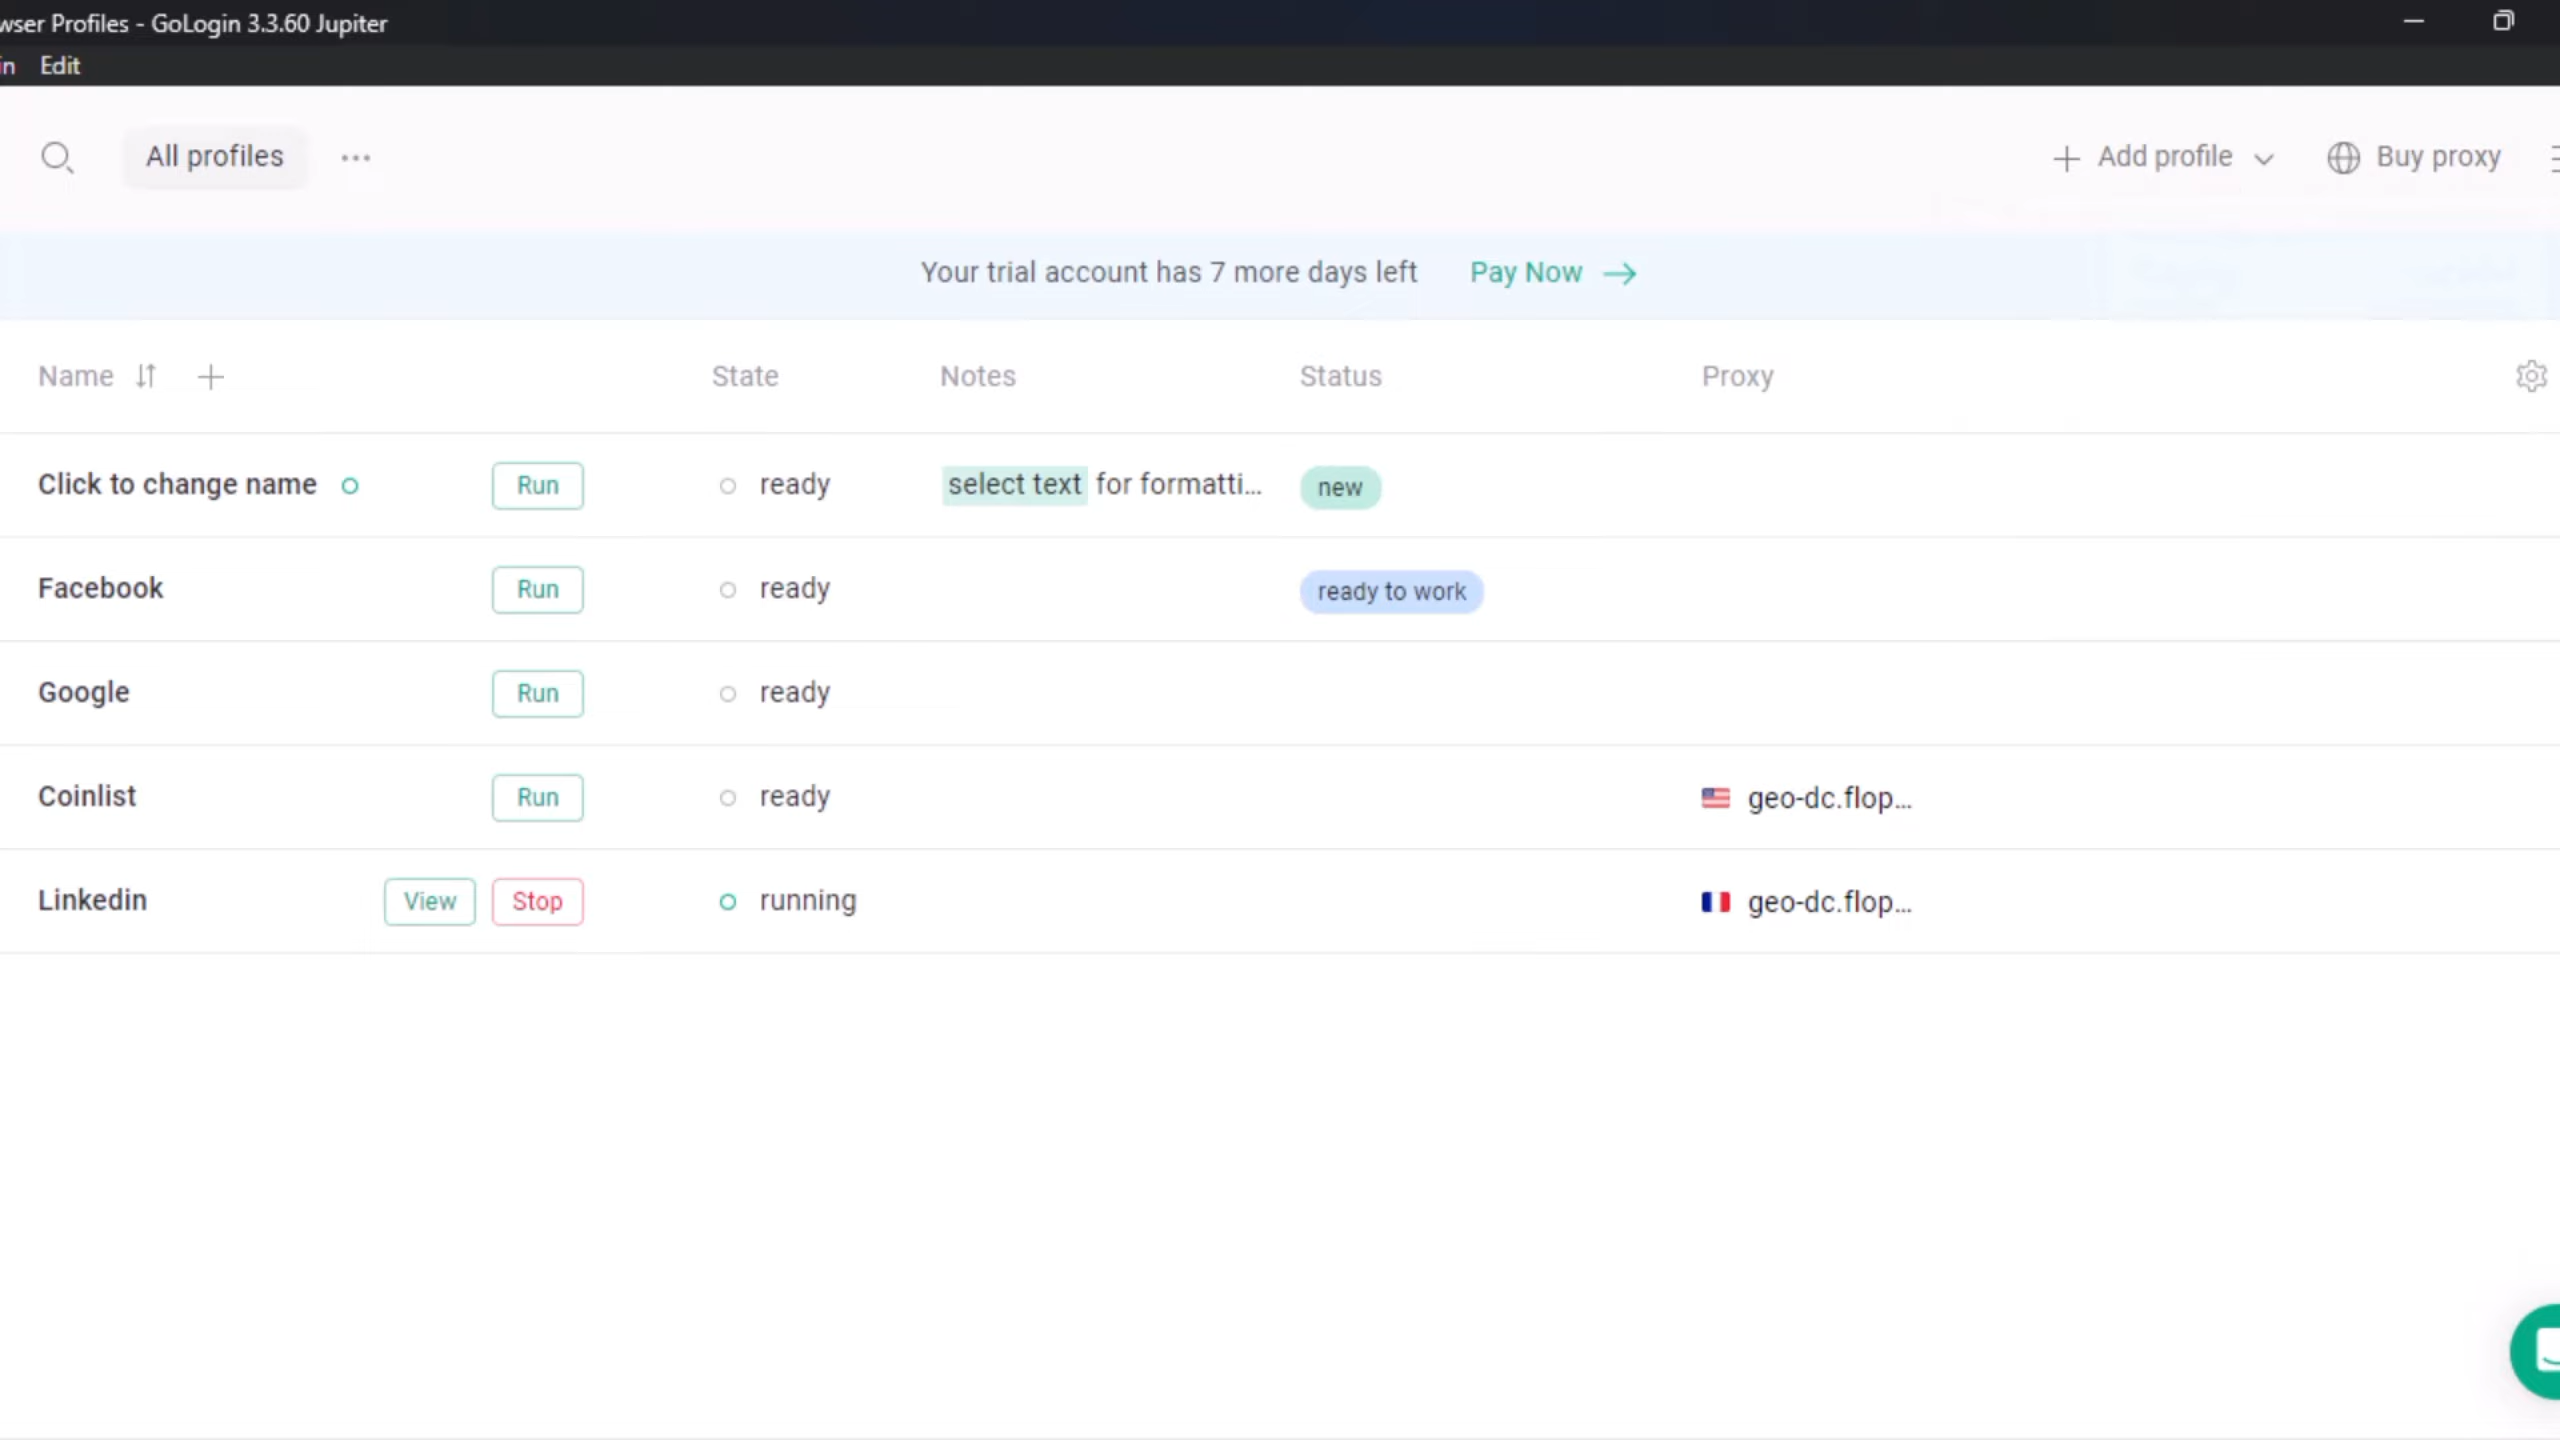 wser Profiles - GoLogin 3.3.60 Jupiter
in Edit
All profiles ... Add profile Buy proxy
Your trial account has 7 more days left Pay Now →
Name State Notes Status Proxy
Click to change name Run ready select text for formatti... new
Facebook Run ready ready to work
Google Run ready
Coinlist Run ready geo-dc.flop...
Linkedin View Stop running geo-dc.flop...